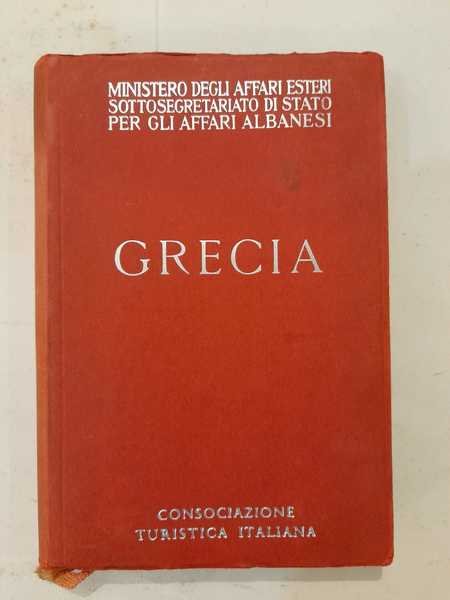 MINISTERO DEGLI AFFARI ESTERI
SOTTOSEGRETARIATO DI STATO
PER GLI AFFARI ALBANESI
GRECIA
CONSOCIAZIONE
TURISTICA ITALIANA